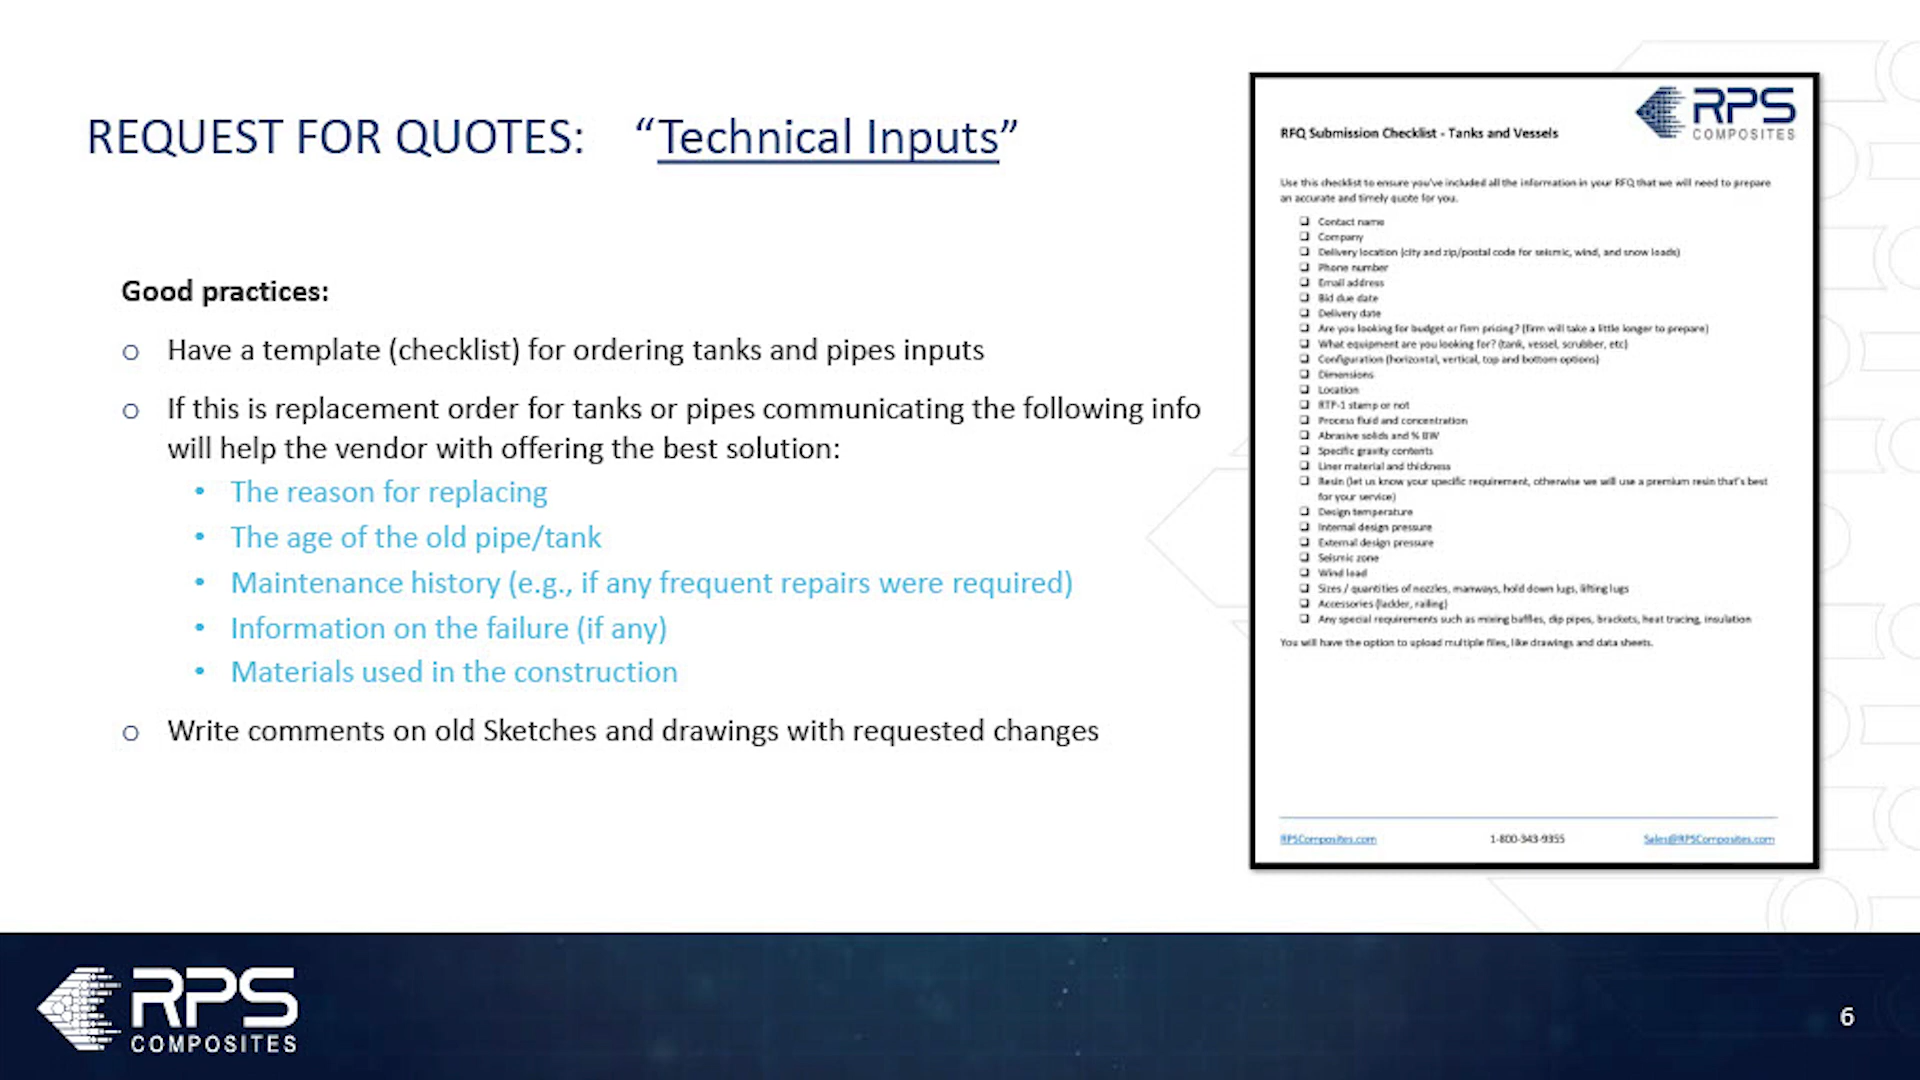 REQUEST FOR QUOTES: “Technical Inputs”
Good practices:
o Have a template (checklist) for ordering tanks and pipes inputs
o If this is replacement order for tanks or pipes communicating the following info
will help the vendor with offering the best solution:
• The reason for replacing
• The age of the old pipe/tank
• Maintenance history (e.g., if any frequent repairs were required)
• Information on the failure (if any)
• Materials used in the construction
o Write comments on old Sketches and drawings with requested changes
RPS
COMPOSITES
RFQ Submission Checklist - Tanks and Vessels
Use this checklist to ensure you've included all the information in your RFQ that we will need to prepare
an accurate and timely quote for you.
❑ Contact name
❑ Company
❑ Delivery location (city and zip/postal code for seismic, wind, and snow loads)
❑ Phone number
❑ Email address
❑ Bid due date
❑ Delivery date
❑ Are you looking for budget or firm pricing? (firm will take a little longer to prepare)
❑ What equipment are you looking for? (tank, vessel, scrubber, etc)
❑ Configuration (horizontal, vertical, top and bottom options)
❑ Dimensions
❑ Location
❑ RTP-1 stamp or not
❑ Process fluid and concentration
❑ Abrasive solids and % BW
❑ Specific gravity contents
❑ Liner material and thickness
❑ Resin (let us know your specific requirement, otherwise we will use a premium resin that's best
for your service)
❑ Design temperature
❑ Internal design pressure
❑ External design pressure
❑ Seismic zone
❑ Wind load
❑ Sizes / quantities of nozzles, manways, hold down lugs, lifting lugs
❑ Accessories (ladder, railing)
❑ Any special requirements such as mixing baffles, dip pipes, brackets, heat tracing, insulation
You will have the option to upload multiple files, like drawings and data sheets.
RPSComposites.com 1-800-343-9355 Sales@RPSComposites.com
RPS
COMPOSITES
6